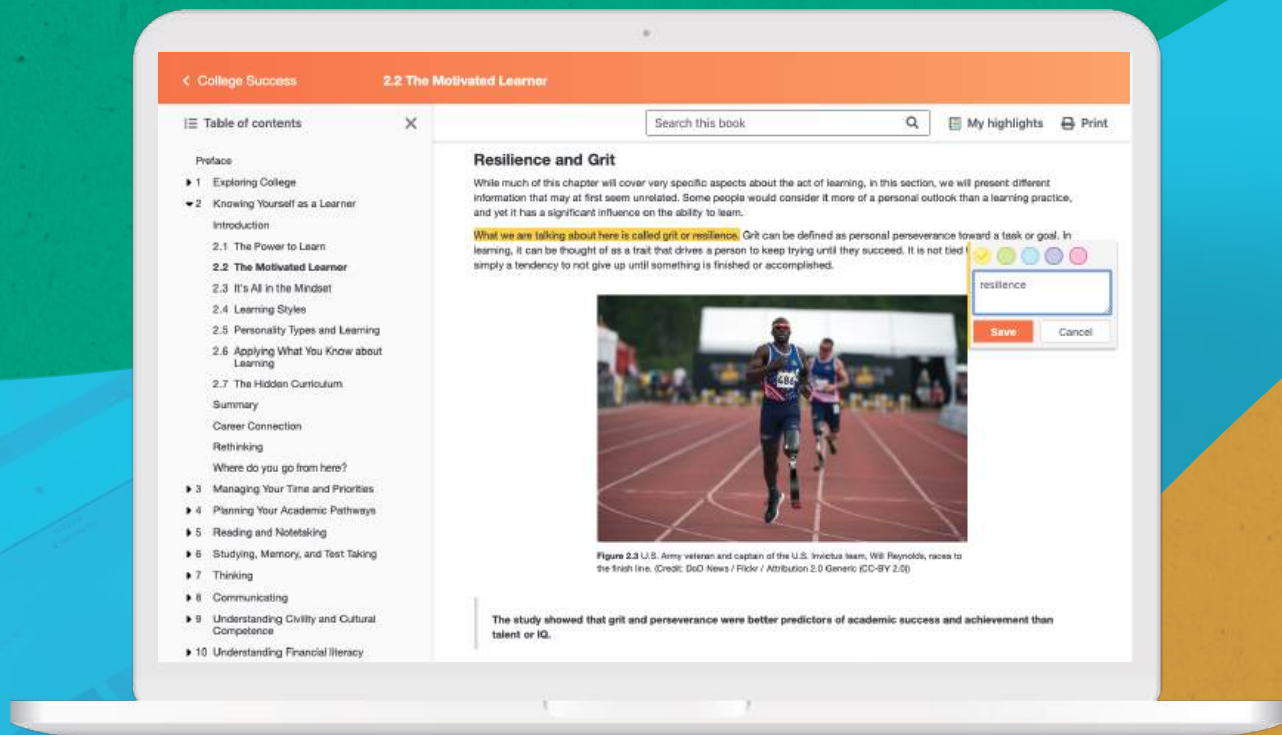 College Success
2.2 The Motivated Learner
Table of contents
Search this book
My highlights
Print
Preface
1 Exploring College
2 Knowing Yourself as a Learner
Introduction
2.1 The Power to Learn
2.2 The Motivated Learner
2.3 It's All in the Mindset
2.4 Learning Styles
2.5 Personality Types and Learning
2.6 Applying What You Know about
Learning
2.7 The Hidden Curriculum
Summary
Career Connection
Rethinking
Where do you go from here?
3 Managing Your Time and Priorities
4 Planning Your Academic Pathways
5 Reading and Notetaking
6 Studying, Memory, and Test Taking
7 Thinking
8 Communicating
9 Understanding Civility and Cultural
Competence
10 Understanding Financial literacy
Resilience and Grit
While much of this chapter will cover very specific aspects about the act of learning, in this section, we will present different
information that may at first seem unrelated. Some people would consider it more of a personal outlook than a learning practice,
and yet it has a significant influence on the ability to learn.
What we are talking about here is called grit or resilience. Grit can be defined as personal perseverance toward a task or goal. In
learning, it can be thought of as a trait that drives a person to keep trying until they succeed. It is not tied
simply a tendency to not give up until something is finished or accomplished.
resilience
Save
Cancel
486
Figure 2.3 U.S. Army veteran and captain of the U.S. Invictus team, Will Reynolds, races to
the finish line. (Credit: DoD News / Flickr / Attribution 2.0 Generic (CC-BY 2.0))
The study showed that grit and perseverance were better predictors of academic success and achievement than
talent or IQ.